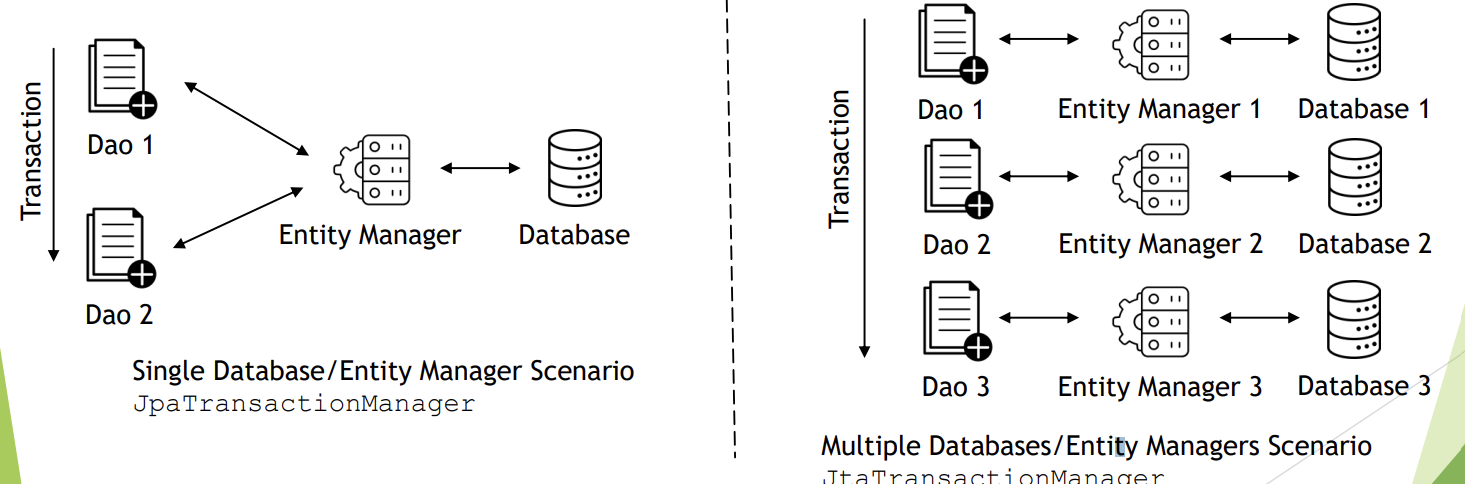 Transaction
Dao 1
Entity Manager
Database
Dao 2
Single Database/Entity Manager Scenario
JpaTransactionManager
Transaction
Dao 1
Entity Manager 1
Database 1
Dao 2
Entity Manager 2
Database 2
Dao 3
Entity Manager 3
Database 3
Multiple Databases/Entity Managers Scenario
JtaTransactionManager